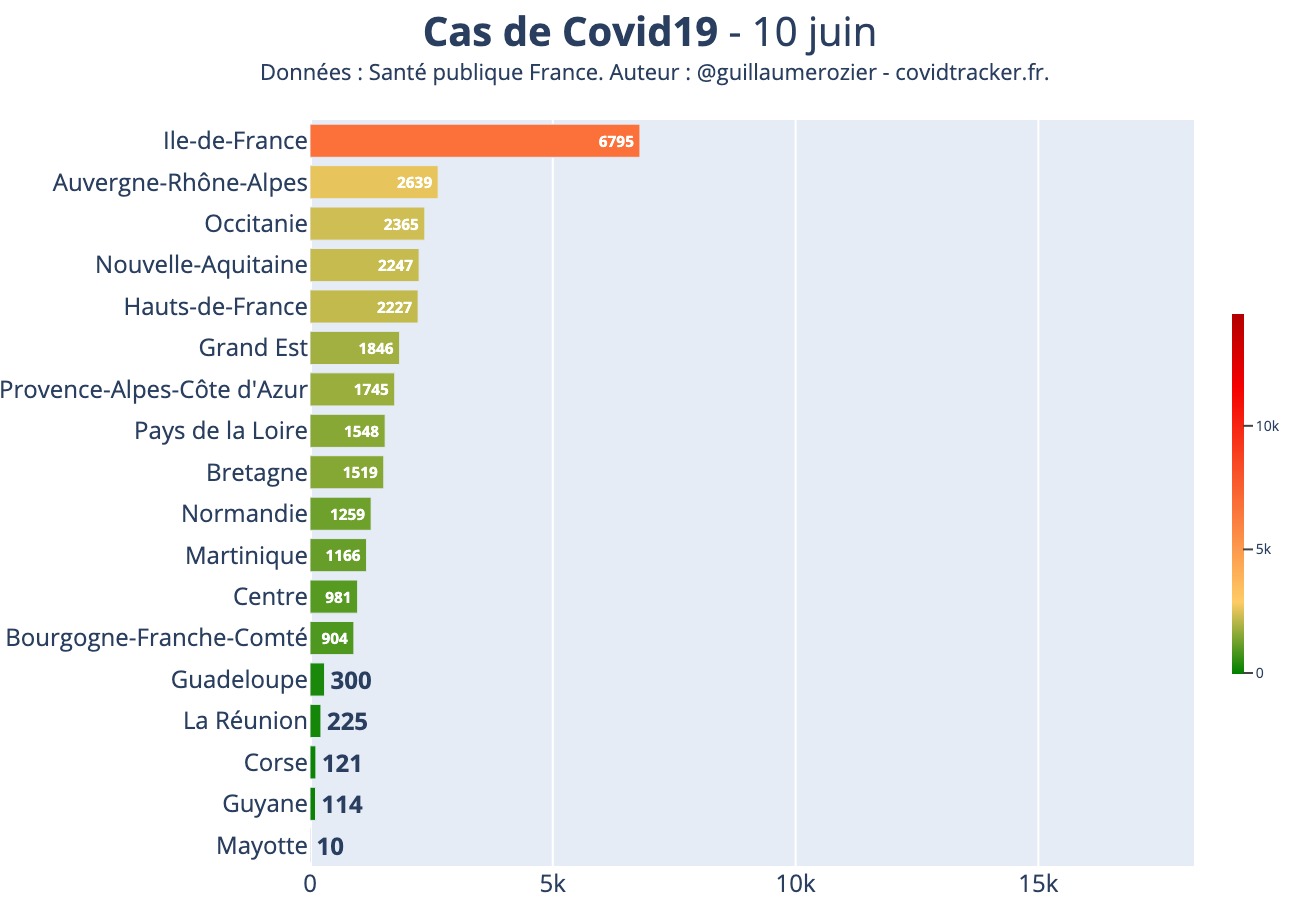 Cas de Covid19 - 10 juin
Données : Santé publique France. Auteur : @guillaumerozier - covidtracker.fr.
Ile-de-France 6795
Auvergne-Rhône-Alpes 2639
Occitanie 2365
Nouvelle-Aquitaine 2247
Hauts-de-France 2227
Grand Est 1846
Provence-Alpes-Côte d'Azur 1745
Pays de la Loire 1548
Bretagne 1519
Normandie 1259
Martinique 1166
Centre 981
Bourgogne-Franche-Comté 904
Guadeloupe 300
La Réunion 225
Corse 121
Guyane 114
Mayotte 10
0 5k 10k 15k
10k
5k
0